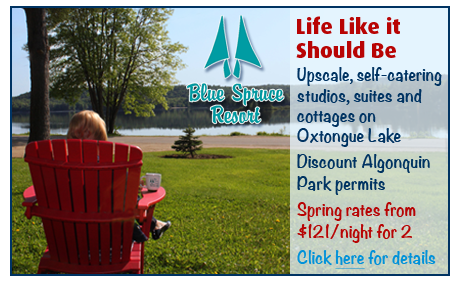 Blue Spruce
Resort
Life Like it
Should Be
Upscale, self-catering
studios, suites and
cottages on
Oxtongue Lake
Discount Algonquin
Park permits
Spring rates from
$121/night for 2
Click here for details